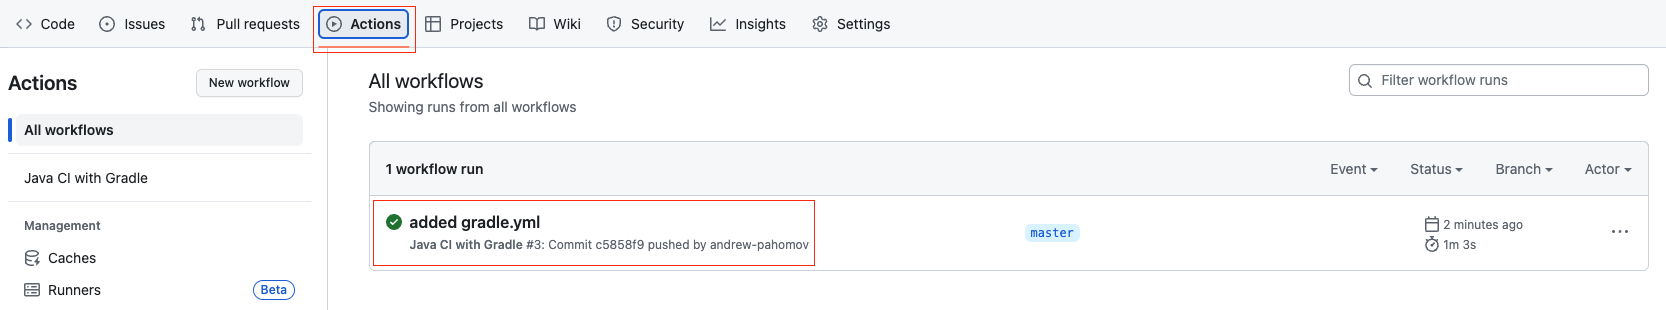 Code Issues Pull requests Actions Projects Wiki Security Insights Settings
Actions
New workflow
All workflows
Java CI with Gradle
Management
Caches
Runners Beta
All workflows
Showing runs from all workflows
Filter workflow runs
1 workflow run Event Status Branch Actor
added gradle.yml
Java CI with Gradle #3: Commit c5858f9 pushed by andrew-pahomov
master
2 minutes ago
1m 3s